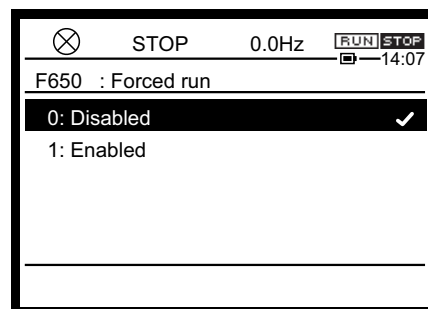 STOP 0.0Hz RUN STOP
14:07
F650 : Forced run
0: Disabled
1: Enabled